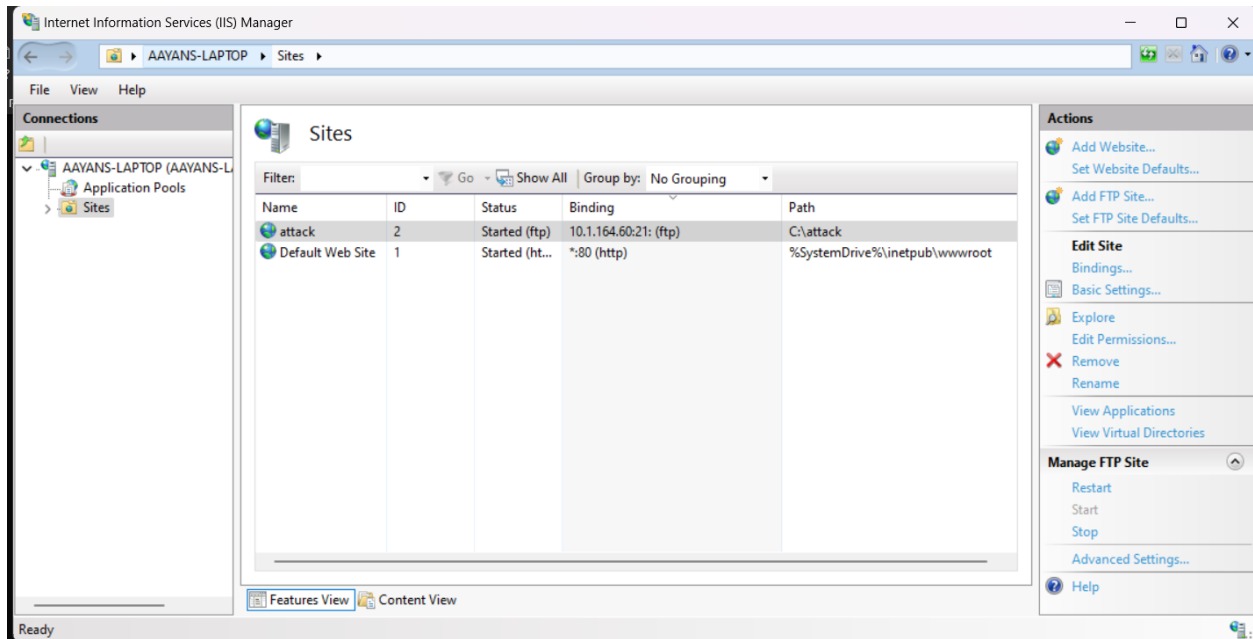 Internet Information Services (IIS) Manager
AAYANS-LAPTOP Sites
File View Help
Connections
AAYANS-LAPTOP (AAYANS-L
Application Pools
Sites
Sites
Filter: Go Show All Group by: No Grouping
Name ID Status Binding Path
attack 2 Started (ftp) 10.1.164.60:21: (ftp) C:\attack
Default Web Site 1 Started (ht... *:80 (http) %SystemDrive%\inetpub\wwwroot
Features View Content View
Actions
Add Website...
Set Website Defaults...
Add FTP Site...
Set FTP Site Defaults...
Edit Site
Bindings...
Basic Settings...
Explore
Edit Permissions...
Remove
Rename
View Applications
View Virtual Directories
Manage FTP Site
Restart
Start
Stop
Advanced Settings...
Help
Ready